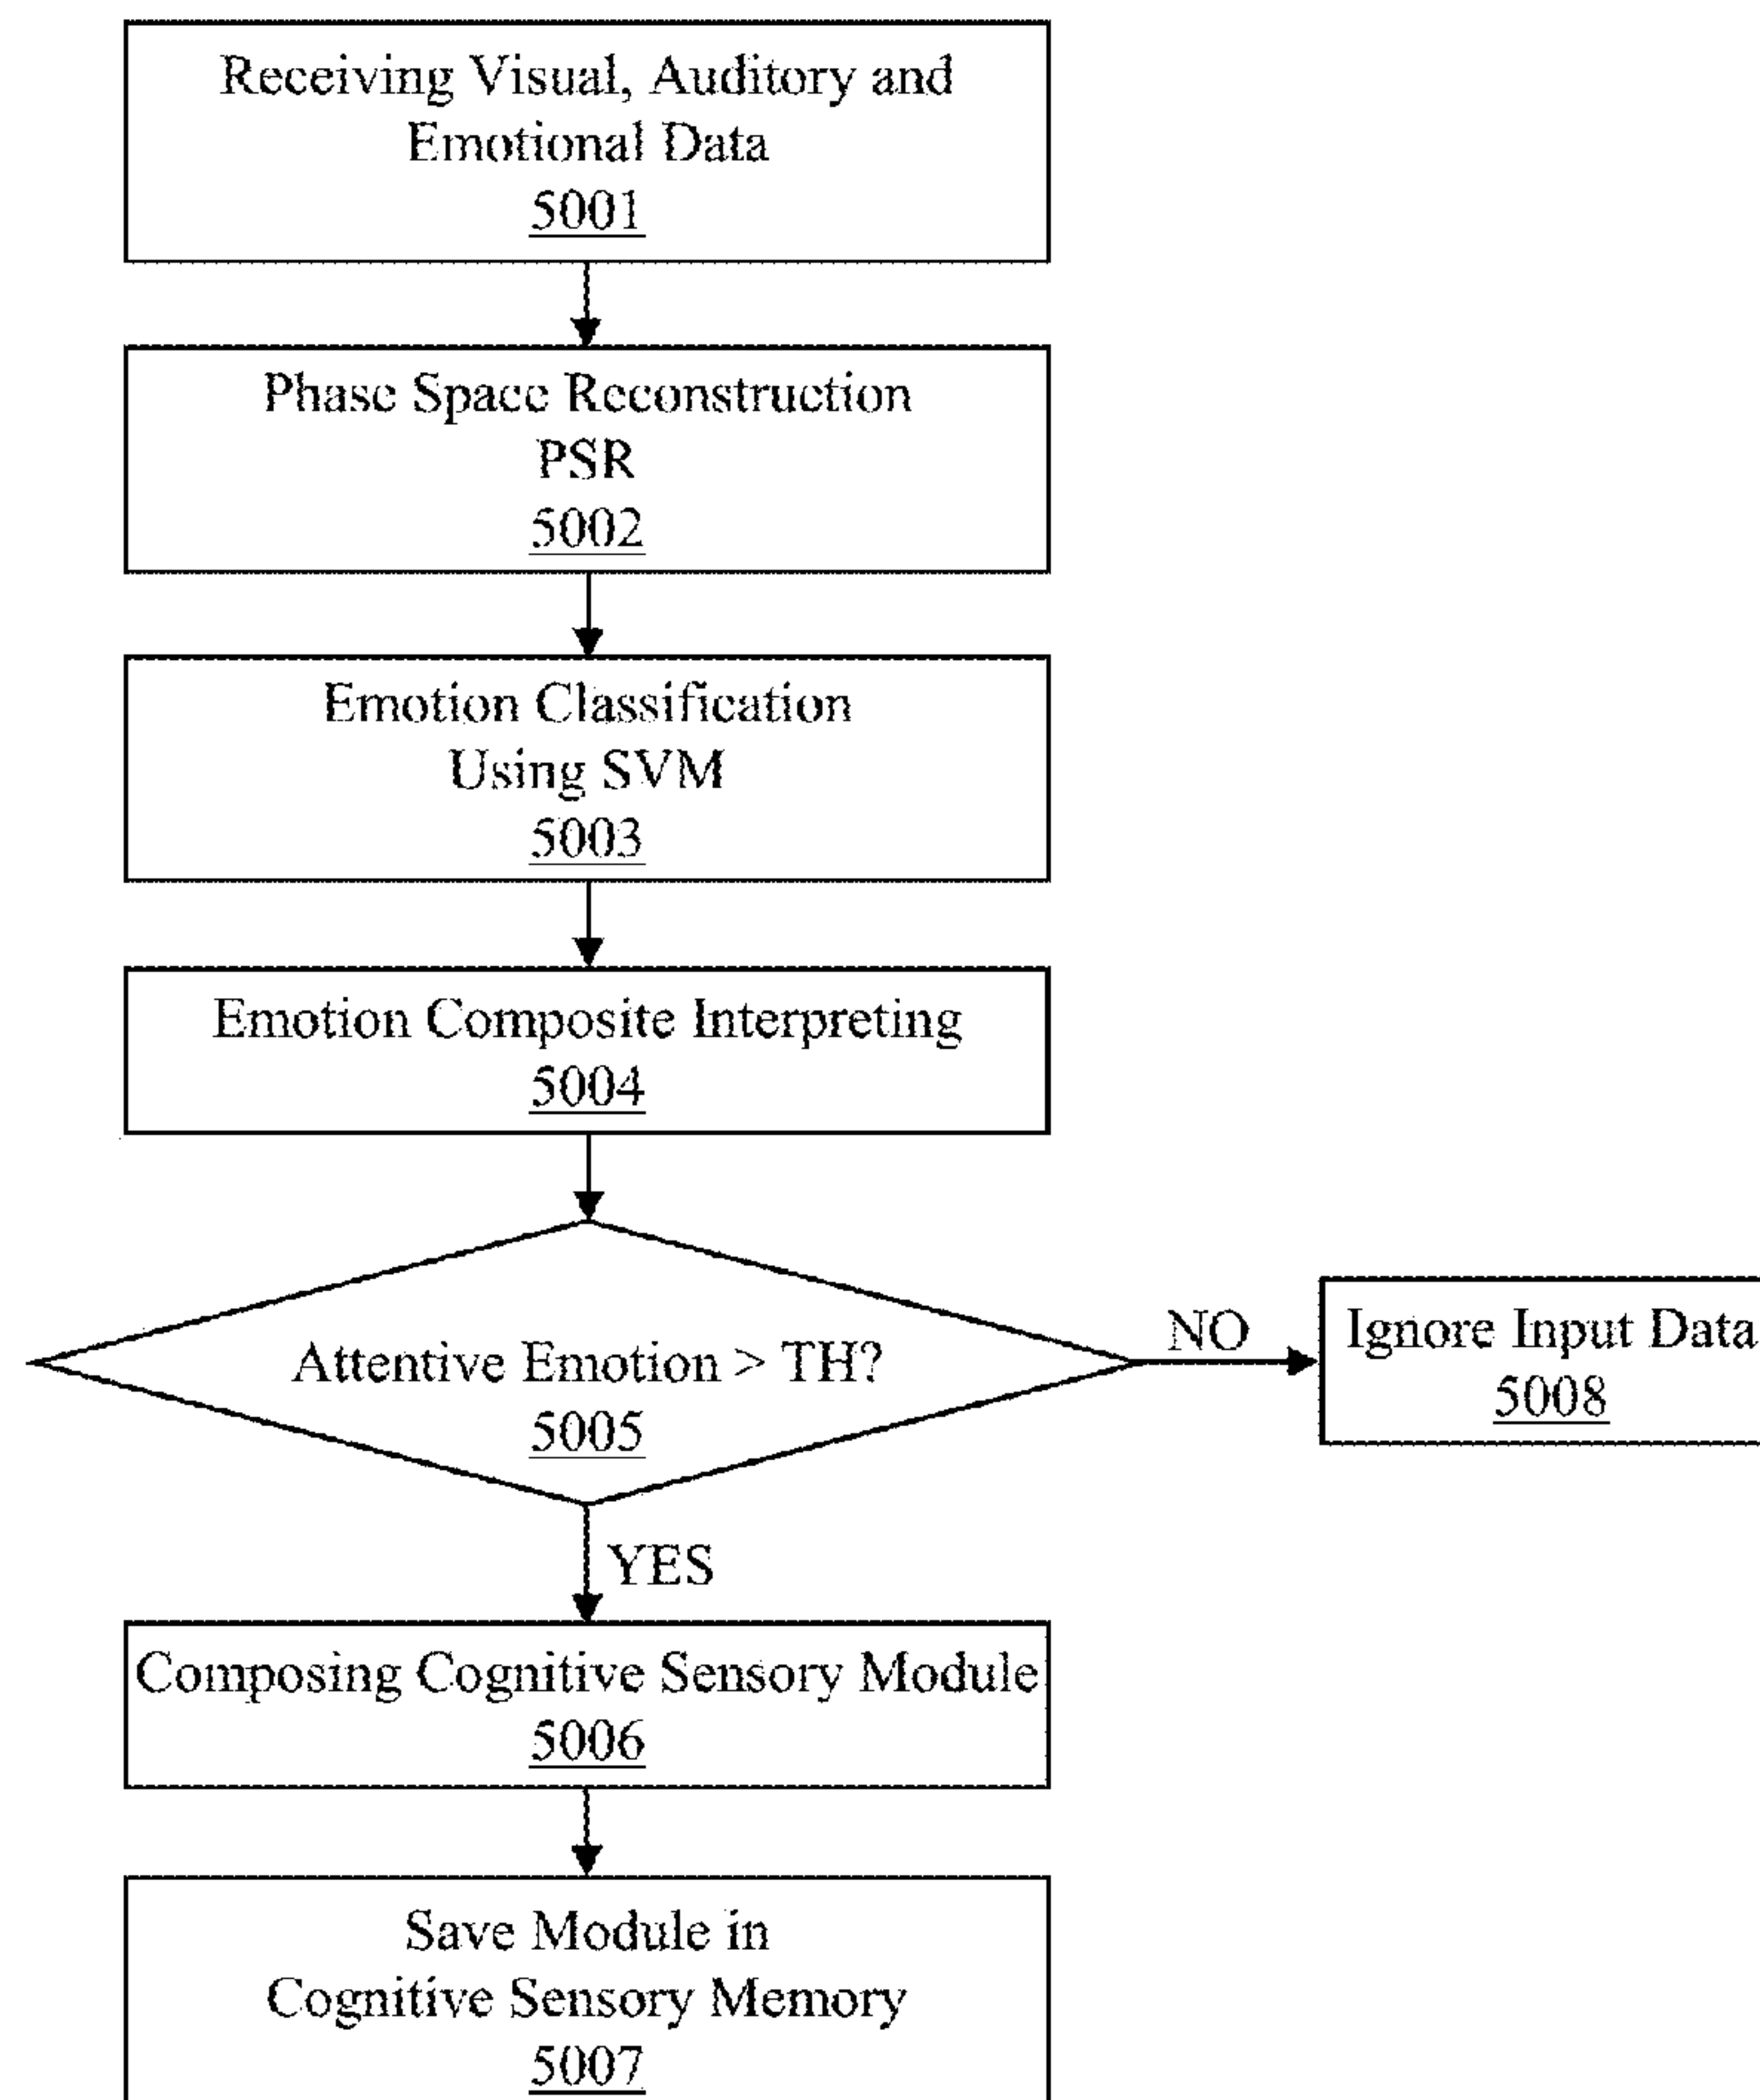 Receiving Visual, Auditory and
Emotional Data
5001
Phase Space Reconstruction
PSR
5002
Emotion Classification
Using SVM
5003
Emotion Composite Interpreting
5004
Attentive Emotion > TH?
5005
NO
Ignore Input Data
5008
YES
Composing Cognitive Sensory Module
5006
Save Module in
Cognitive Sensory Memory
5007